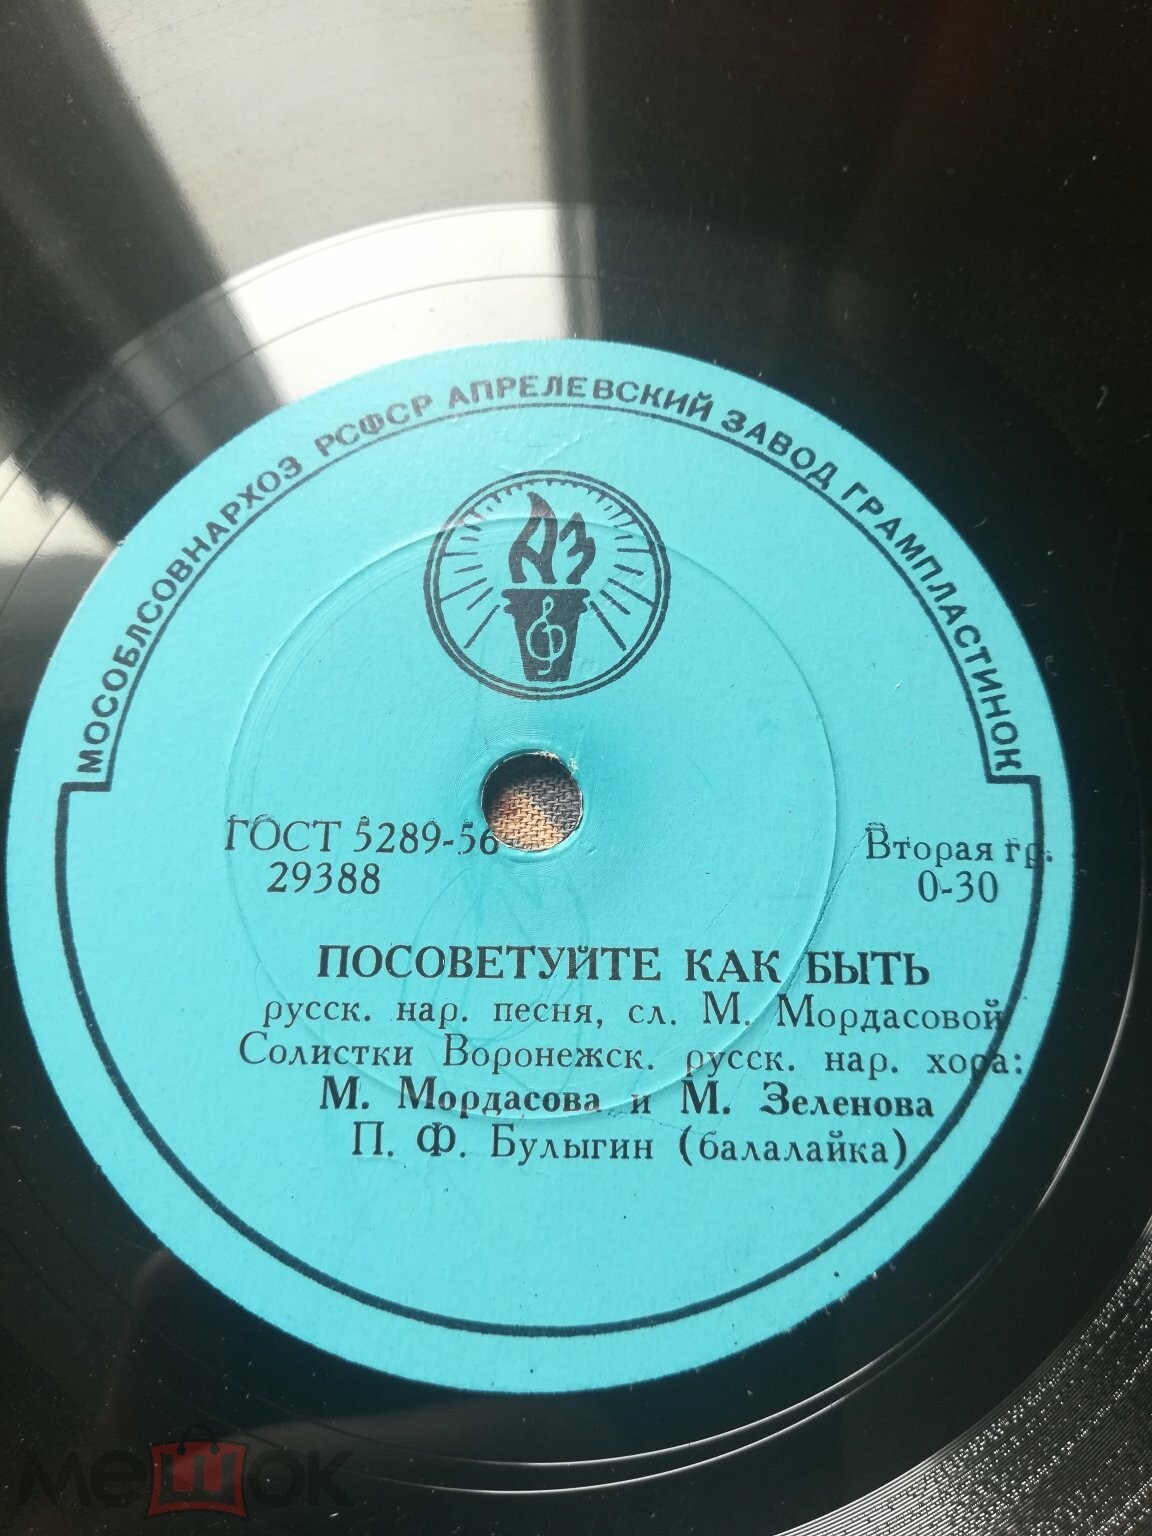 МОСОБЛСОВНАРХОЗ РСФСР АПРЕЛЕВСКИЙ ЗАВОД ГРАМПЛАСТИНОК
АЗ
ГОСТ 5289-56
29388
Вторая гр.
0-30
ПОСОВЕТУЙТЕ КАК БЫТЬ
русск. нар. песня, сл. М. Мордасовой
Солистки Воронежск. русск. нар. хора:
М. Мордасова и М. Зеленова
П. Ф. Булыгин (балалайка)
мешок